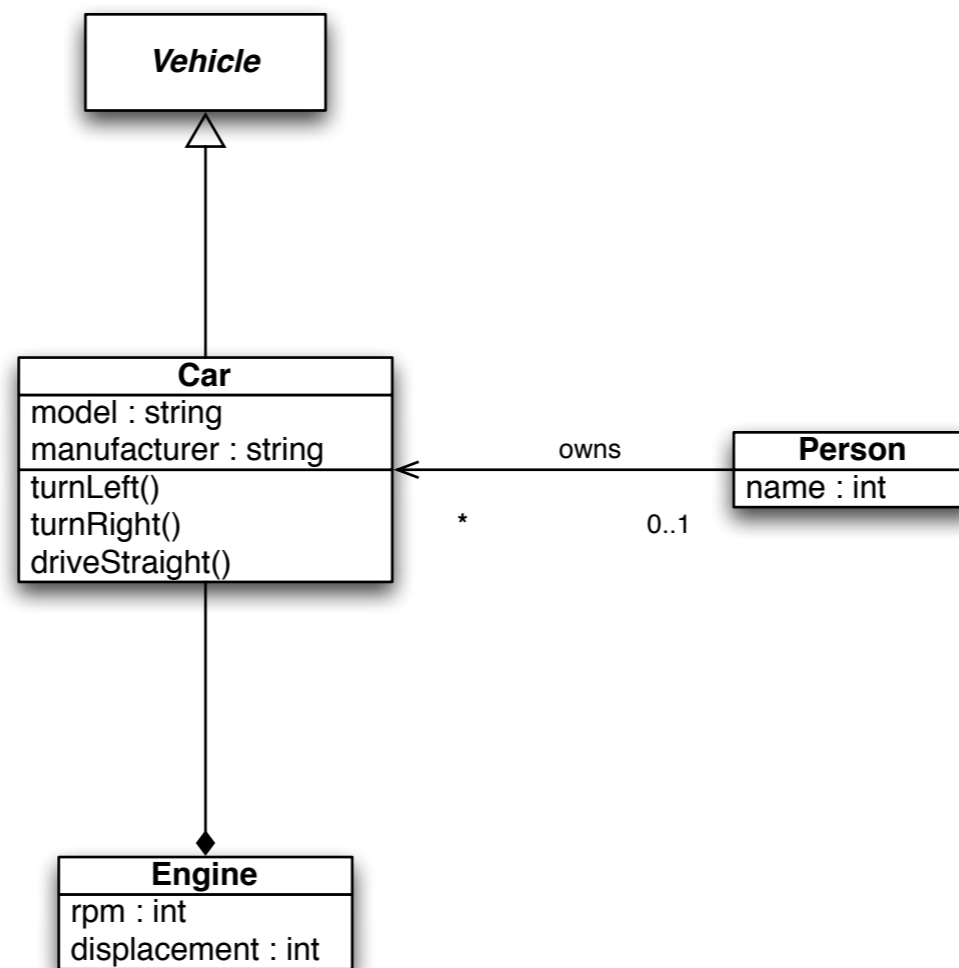 Vehicle
Car
model : string
manufacturer : string
turnLeft()
turnRight()
driveStraight()
owns
*
0..1
Person
name : int
Engine
rpm : int
displacement : int